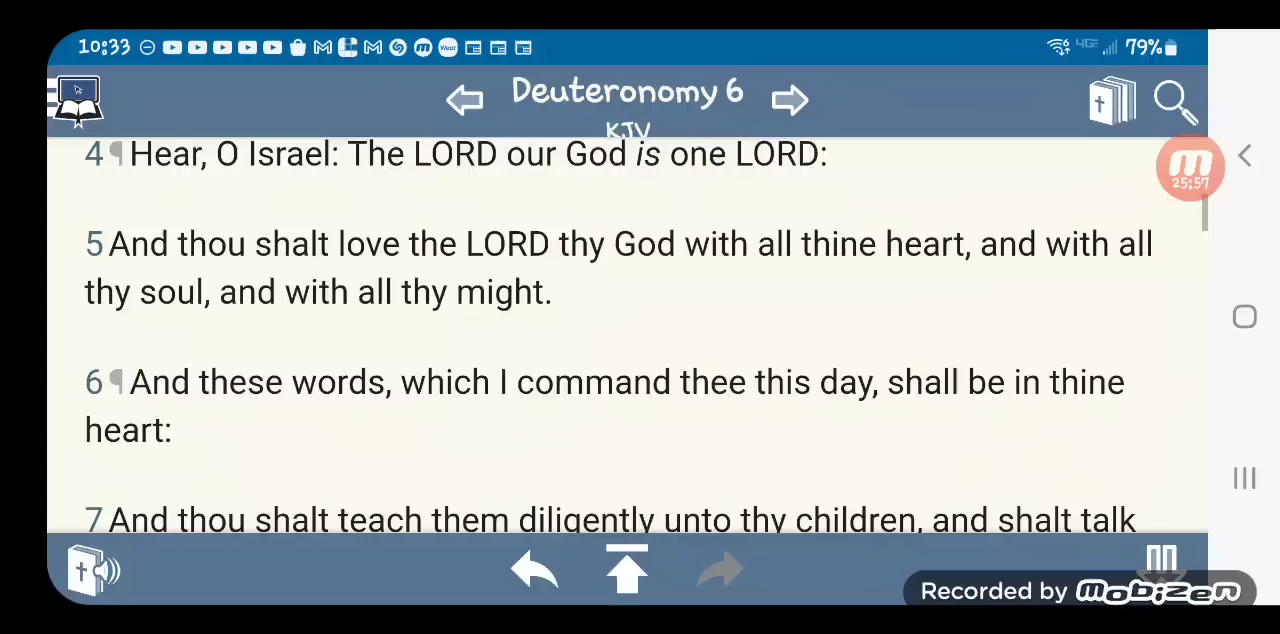 10:33 Wear 4GE 79%
Deuteronomy 6
KJV
4 ¶ Hear, O Israel: The LORD our God is one LORD:
25:57
5 And thou shalt love the LORD thy God with all thine heart, and with all
thy soul, and with all thy might.
6 ¶ And these words, which I command thee this day, shall be in thine
heart:
7 And thou shalt teach them diligently unto thy children, and shalt talk
Recorded by mobizen